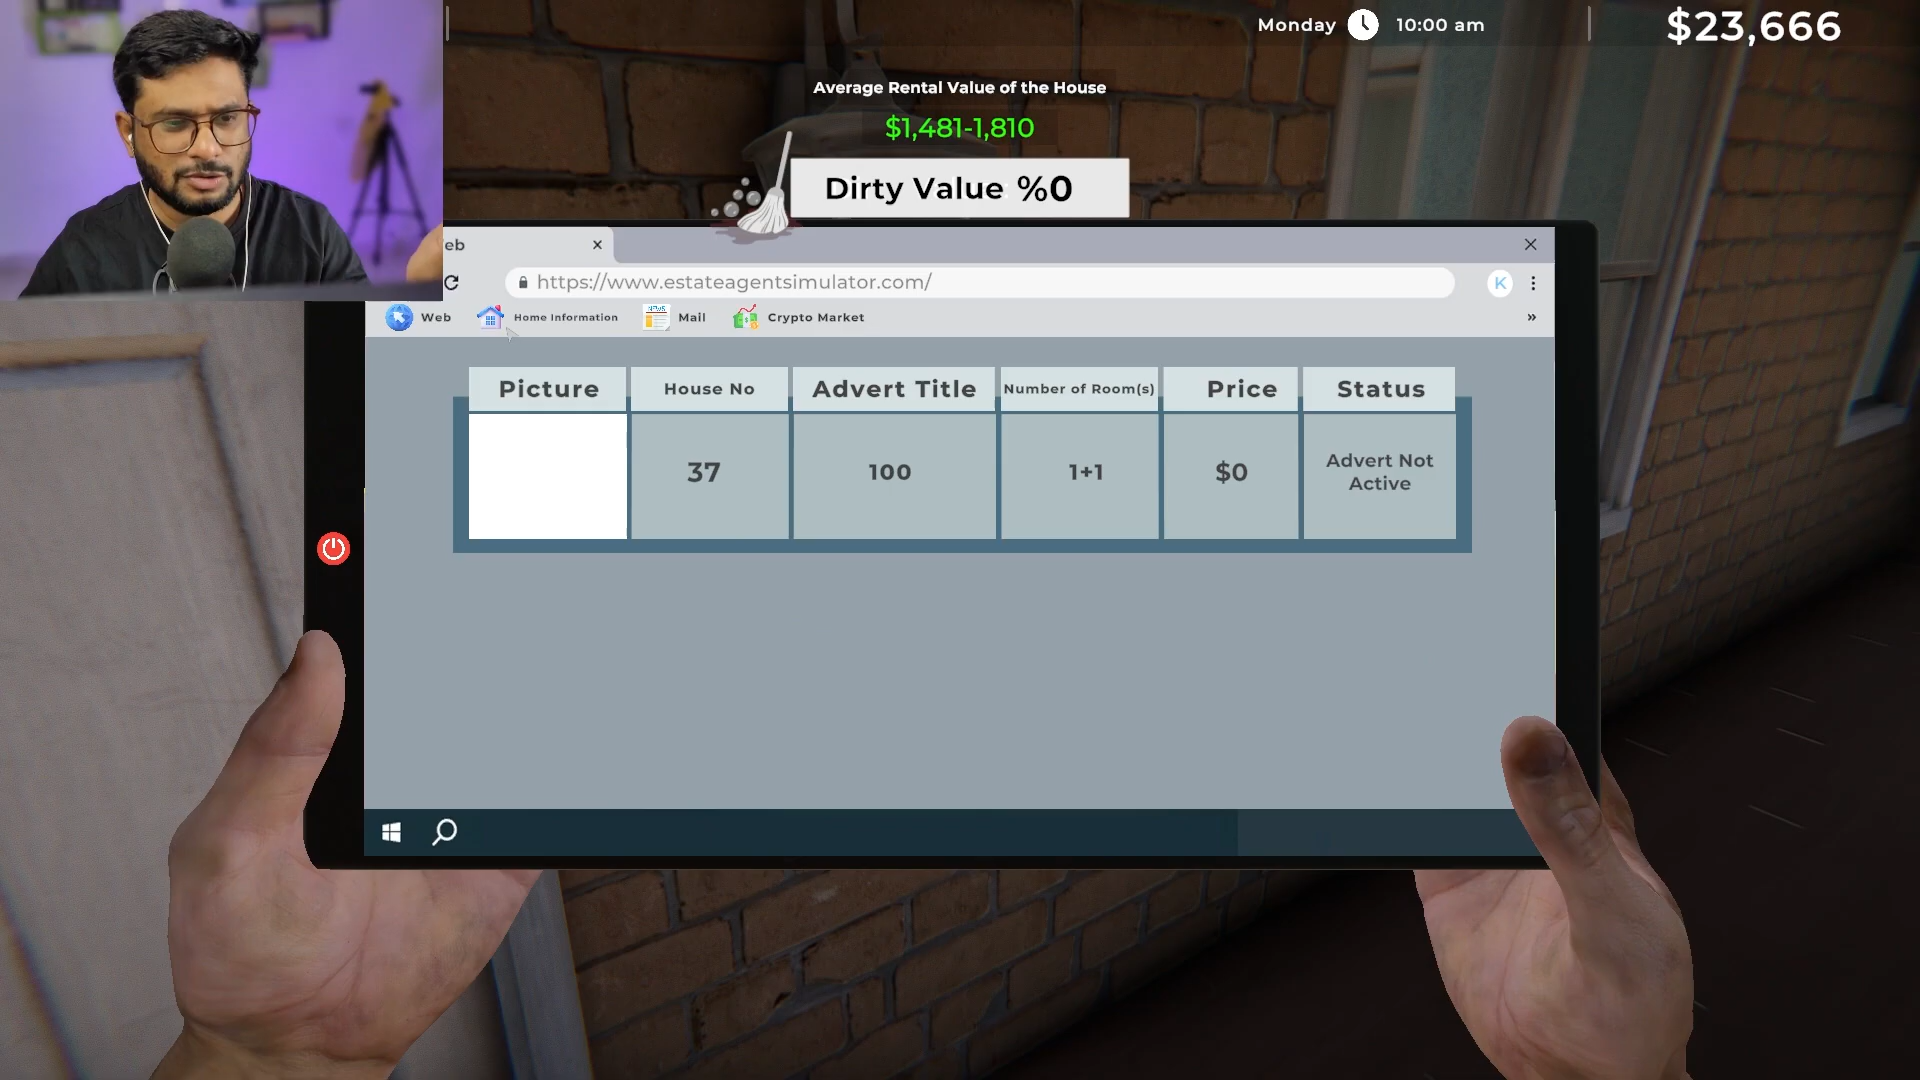 Monday 10:00 am $23,666
Average Rental Value of the House
$1,481-1,810
Dirty Value %0
eb
https://www.estateagentsimulator.com/ K
Web Home Information NEWS Mail Crypto Market »
Picture House No Advert Title Number of Room(s) Price Status
37 100 1+1 $0 Advert Not
Active